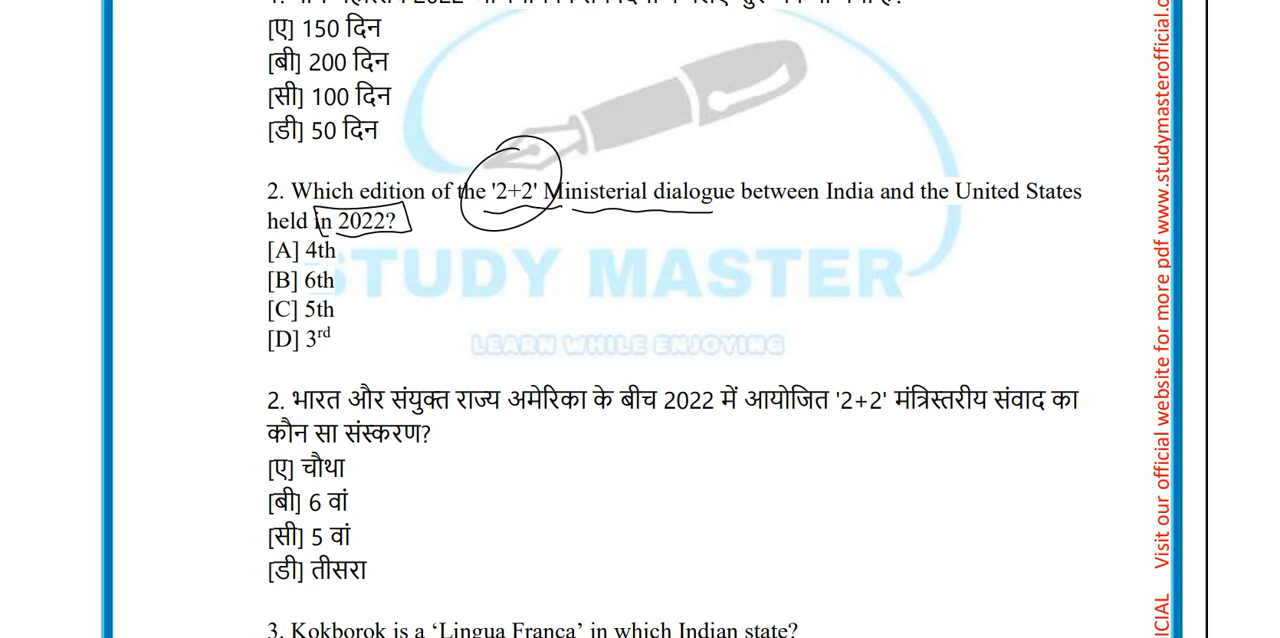 [ए] 150 दिन
[बी] 200 दिन
[सी] 100 दिन
[डी] 50 दिन
2. Which edition of the '2+2' Ministerial dialogue between India and the United States
held in 2022?
[A] 4th
[B] 6th
[C] 5th
[D] 3rd
STUDY MASTER
LEARN WHILE ENJOYING
2. भारत और संयुक्त राज्य अमेरिका के बीच 2022 में आयोजित '2+2' मंत्रिस्तरीय संवाद का
कौन सा संस्करण?
[ए] चौथा
[बी] 6 वां
[सी] 5 वां
[डी] तीसरा
3. Kokborok is a ‘Lingua Franca’ in which Indian state?
Visit our official website for more pdf www.studymasterofficial.c